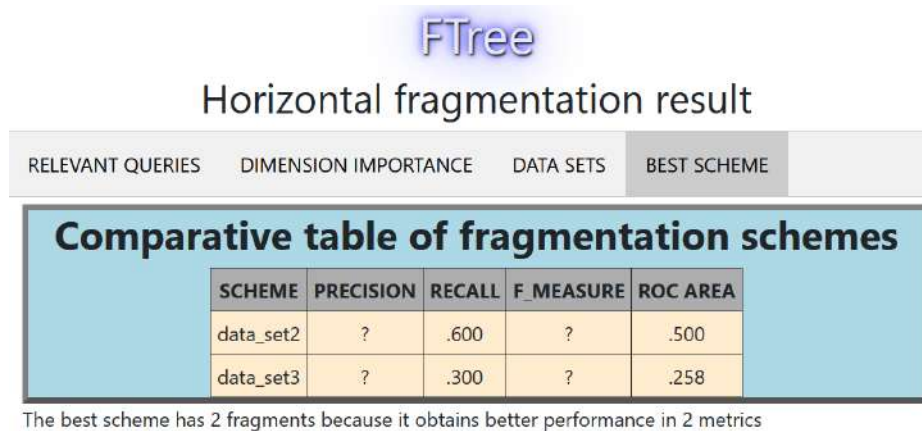 FTree
Horizontal fragmentation result
RELEVANT QUERIES DIMENSION IMPORTANCE DATA SETS BEST SCHEME
Comparative table of fragmentation schemes
SCHEME PRECISION RECALL F_MEASURE ROC AREA
data_set2 ? .600 ? .500
data_set3 ? .300 ? .258
The best scheme has 2 fragments because it obtains better performance in 2 metrics